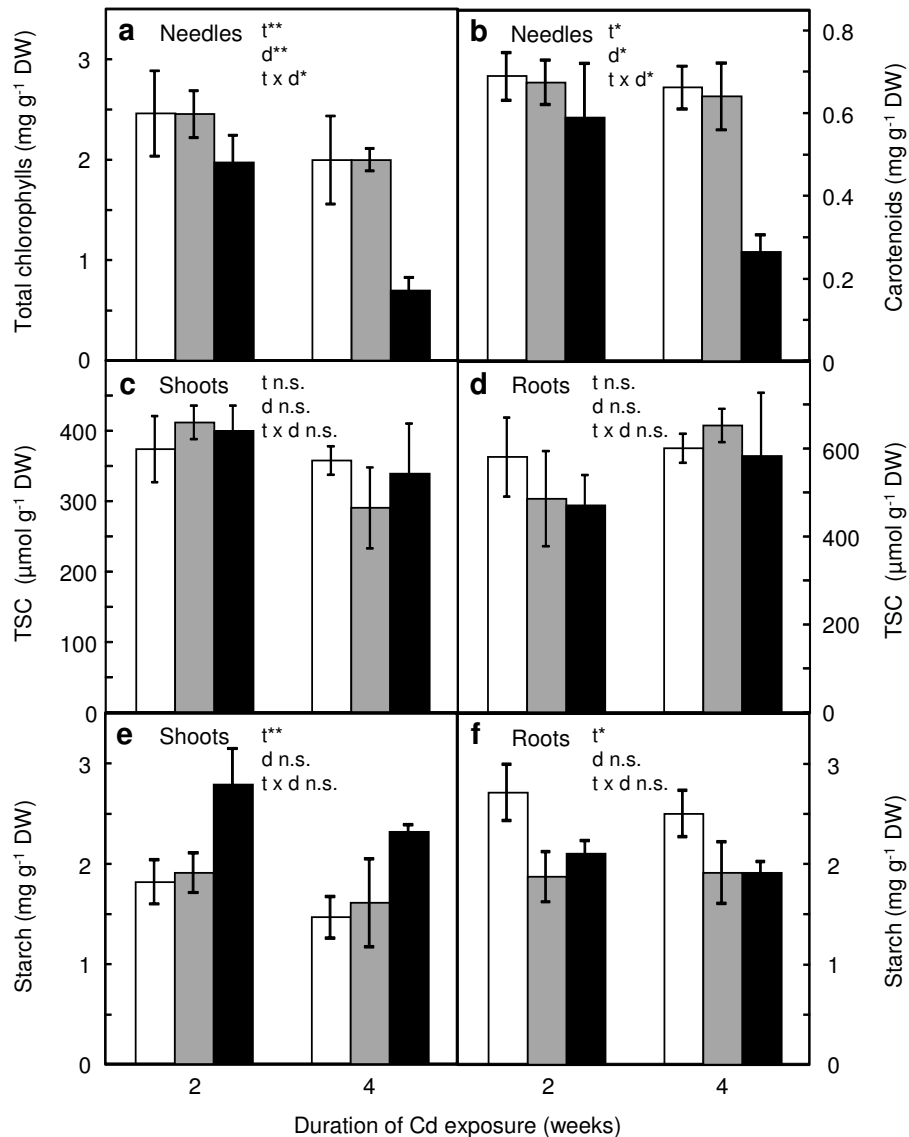 a Needles t** 
d**
t x d*
b Needles t*
d*
t x d*
Total chlorophylls (mg g⁻¹ DW)
3
2
1
0
0.8
0.6
0.4
0.2
0
Carotenoids (mg g⁻¹ DW)
c Shoots t n.s.
d n.s.
t x d n.s.
d Roots t n.s.
d n.s.
t x d n.s.
TSC (µmol g⁻¹ DW)
400
300
200
100
0
600
400
200
0
TSC (µmol g⁻¹ DW)
e Shoots t**
d n.s.
t x d n.s.
f Roots t*
d n.s.
t x d n.s.
Starch (mg g⁻¹ DW)
3
2
1
0
3
2
1
0
Starch (mg g⁻¹ DW)
2 4 2 4
Duration of Cd exposure (weeks)